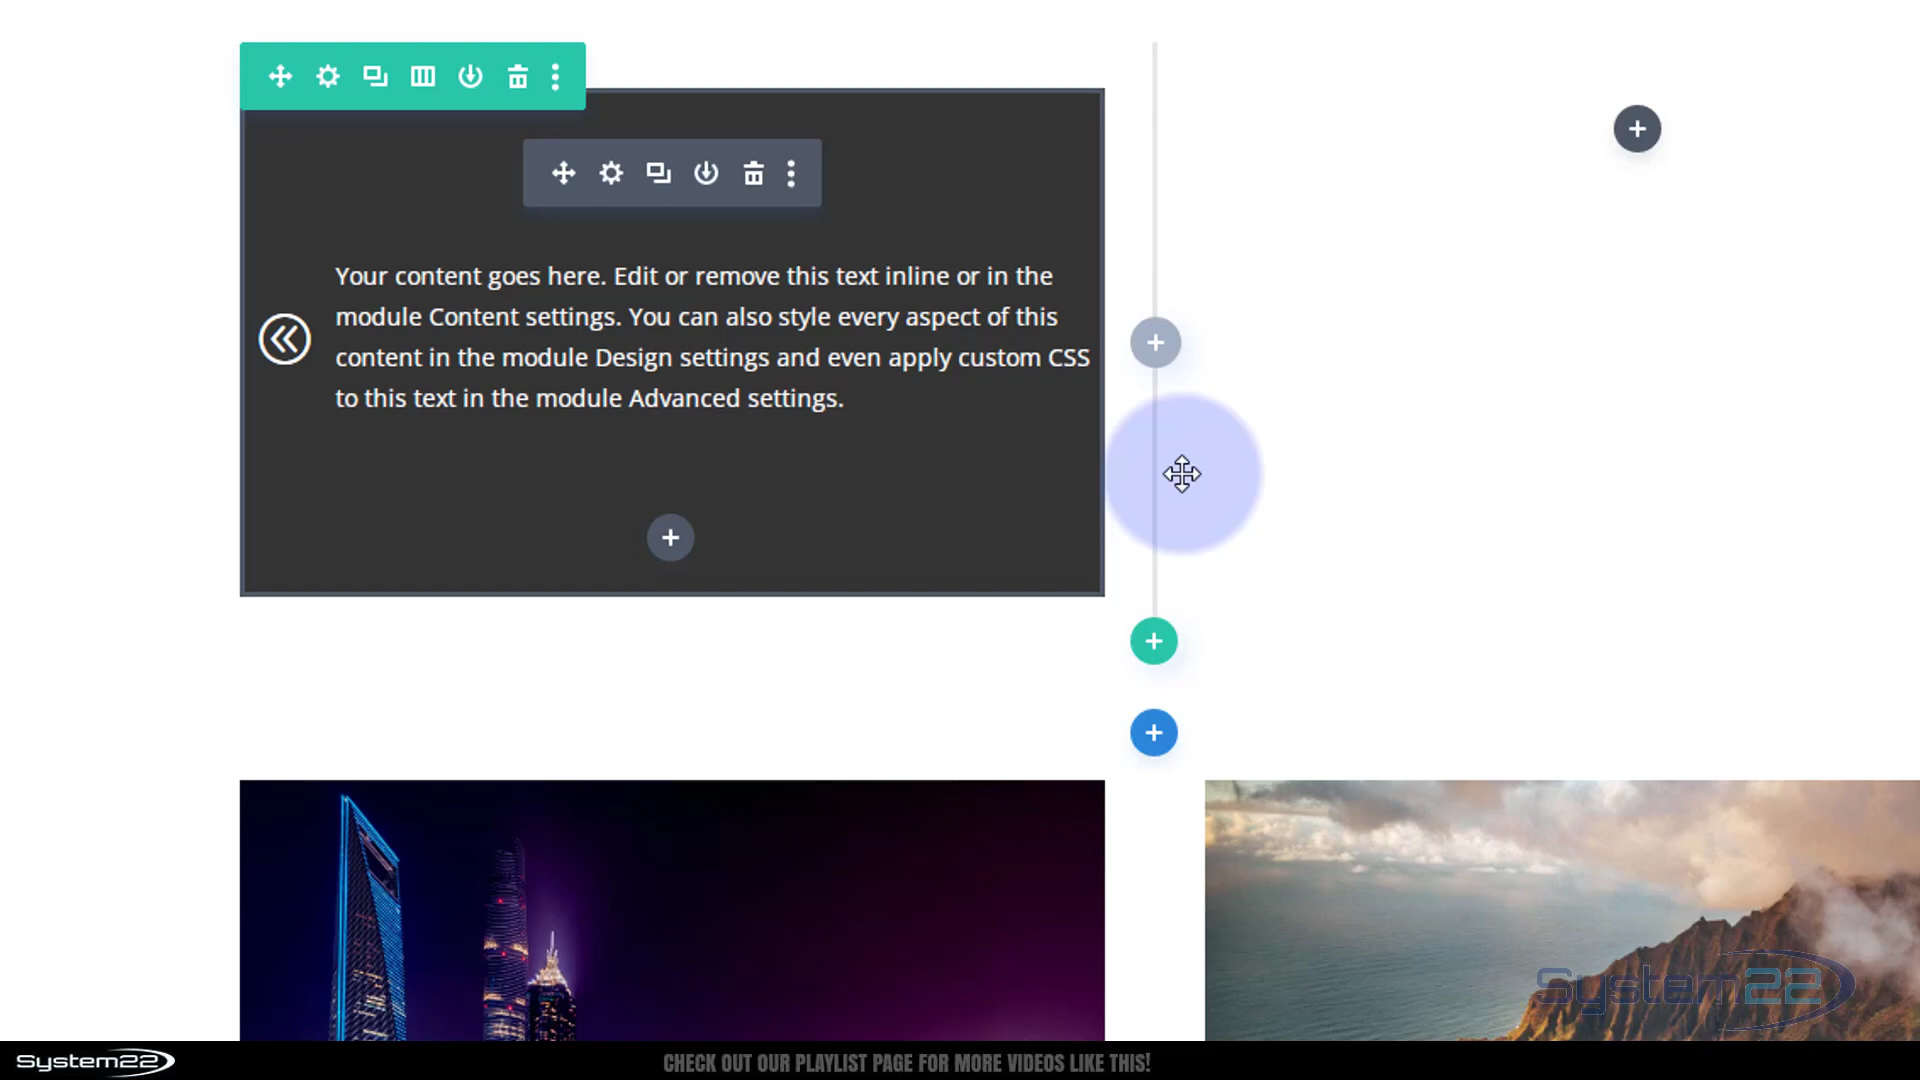 Your content goes here. Edit or remove this text inline or in the
module Content settings. You can also style every aspect of this
content in the module Design settings and even apply custom CSS
to this text in the module Advanced settings.
System22
System22
CHECK OUT OUR PLAYLIST PAGE FOR MORE VIDEOS LIKE THIS!